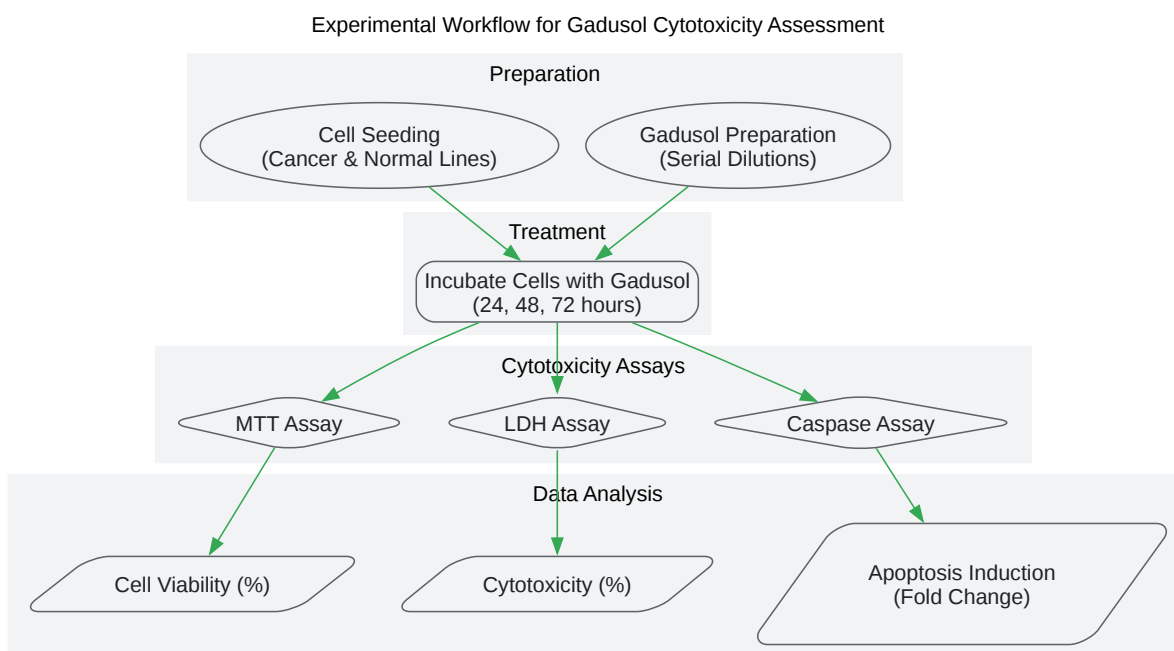 Experimental Workflow for Gadusol Cytotoxicity Assessment
Preparation
Cell Seeding
(Cancer & Normal Lines)
Gadusol Preparation
(Serial Dilutions)
Treatment
Incubate Cells with Gadusol
(24, 48, 72 hours)
Cytotoxicity Assays
MTT Assay
LDH Assay
Caspase Assay
Data Analysis
Cell Viability (%)
Cytotoxicity (%)
Apoptosis Induction
(Fold Change)